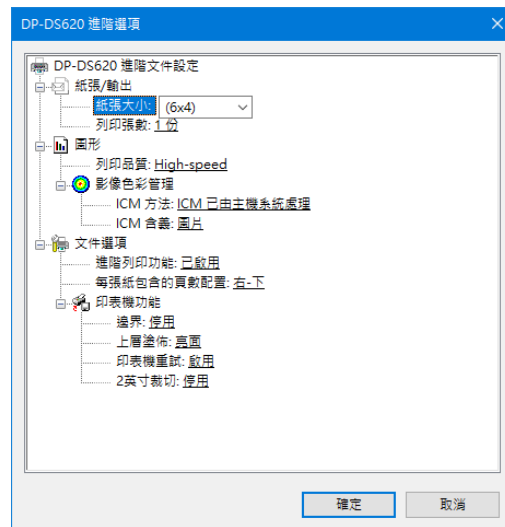 DP-DS620 進階選項
DP-DS620 進階文件設定
紙張/輸出
紙張大小: (6x4)
列印張數: 1 份
圖形
列印品質: High-speed
影像色彩管理
ICM 方法: ICM 已由主機系統處理
ICM 含義: 圖片
文件選項
進階列印功能: 已啟用
每張紙包含的頁數配置: 右-下
印表機功能
邊界: 停用
上層塗佈: 亮面
印表機重試: 啟用
2英寸裁切: 停用
確定
取消